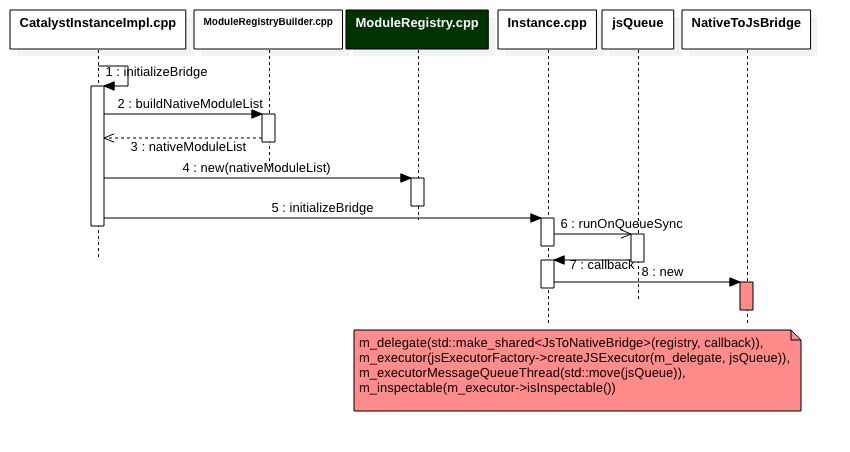 CatalystInstanceImpl.cpp
ModuleRegistryBuilder.cpp
ModuleRegistry.cpp
Instance.cpp
jsQueue
NativeToJsBridge
1 : initializeBridge
2 : buildNativeModuleList
3 : nativeModuleList
4 : new(nativeModuleList)
5 : initializeBridge
6 : runOnQueueSync
7 : callback
8 : new
m_delegate(std::make_shared<JsToNativeBridge>(registry, callback)),
m_executor(jsExecutorFactory->createJSExecutor(m_delegate, jsQueue)),
m_executorMessageQueueThread(std::move(jsQueue)),
m_inspectable(m_executor->isInspectable())